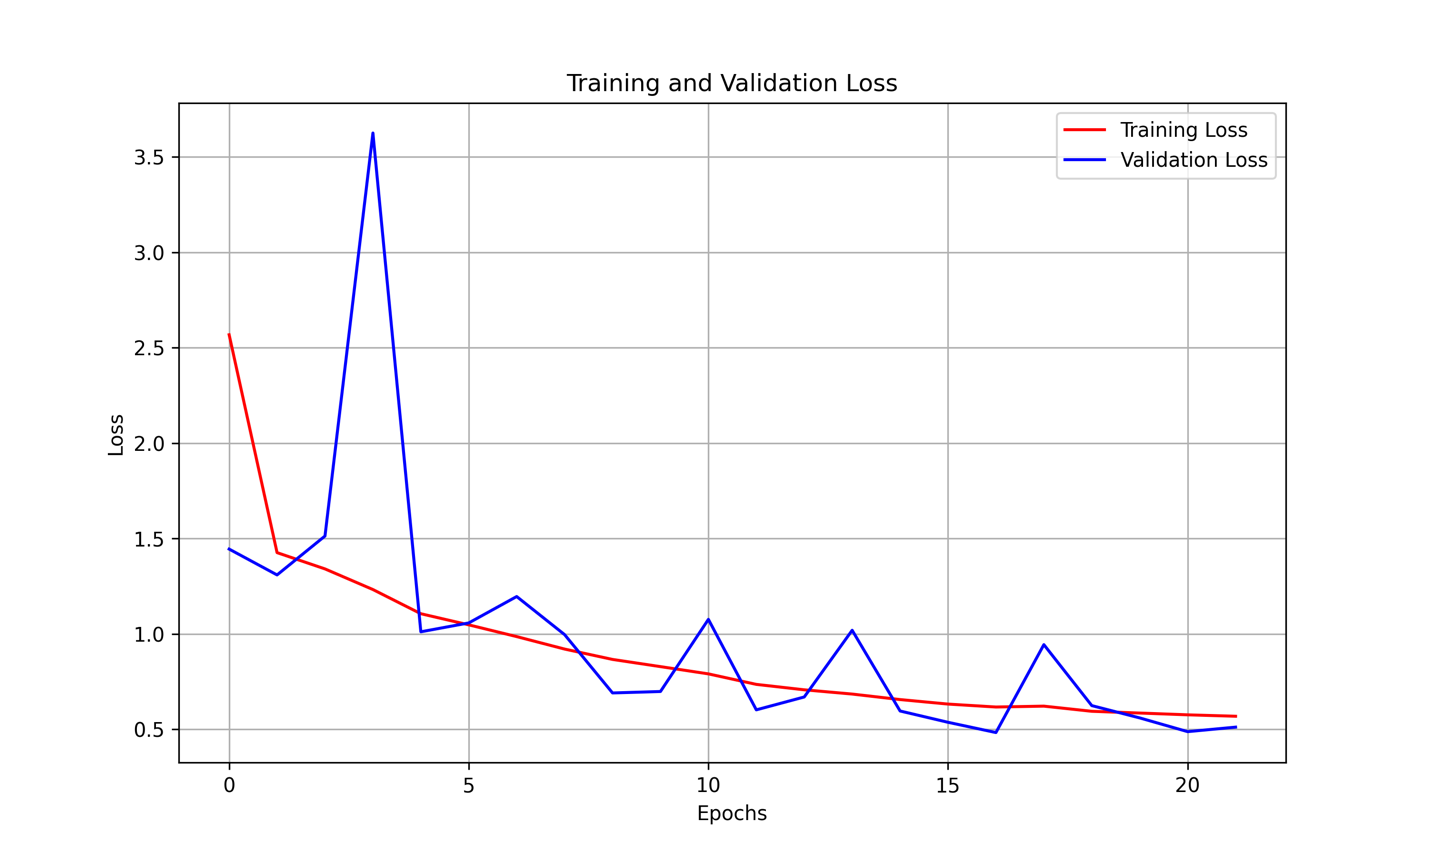 Training and Validation Loss
Training Loss
Validation Loss
3.5
3.0
2.5
2.0
1.5
1.0
0.5
Loss
0 5 10 15 20
Epochs